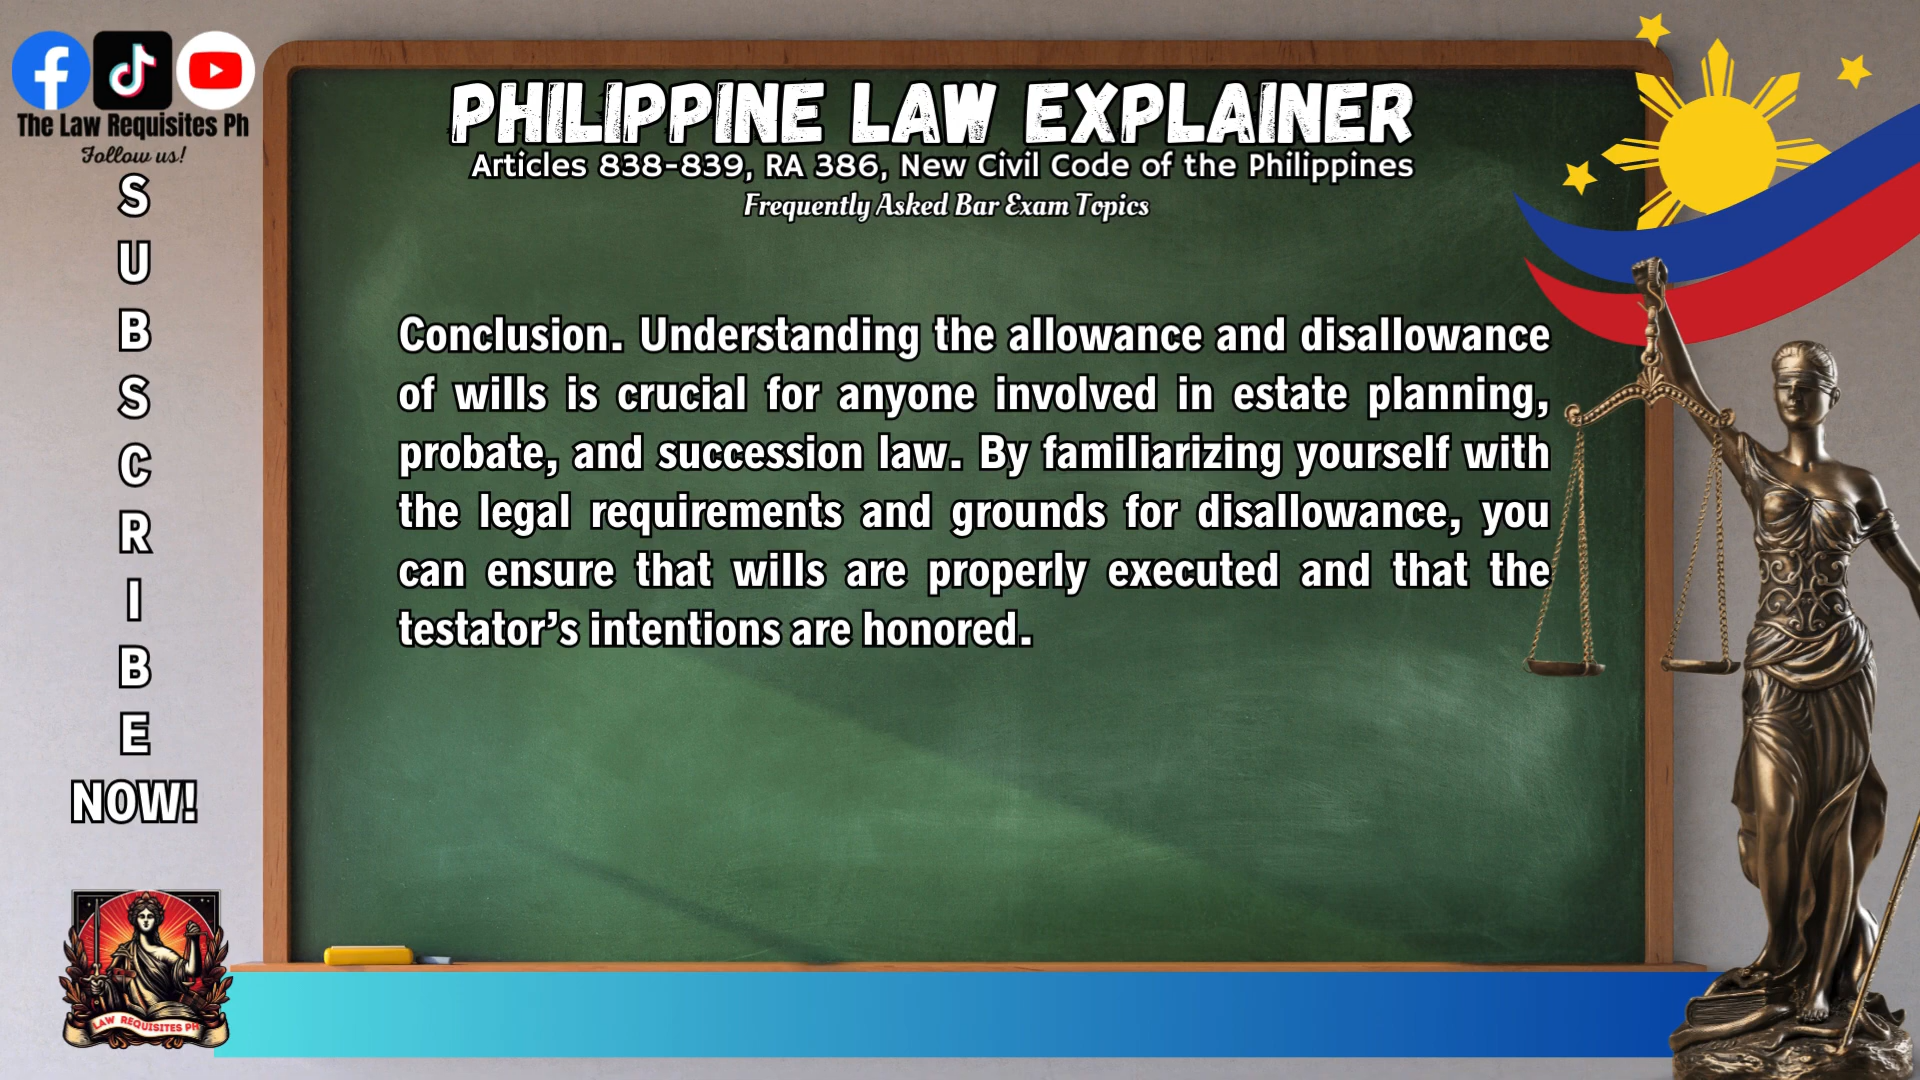 The Law Requisites Ph
Follow us!
S
U
B
S
C
R
I
B
E
NOW!
LAW REQUISITES PH
PHILIPPINE LAW EXPLAINER
Articles 838-839, RA 386, New Civil Code of the Philippines
Frequently Asked Bar Exam Topics
Conclusion. Understanding the allowance and disallowance
of wills is crucial for anyone involved in estate planning,
probate, and succession law. By familiarizing yourself with
the legal requirements and grounds for disallowance, you
can ensure that wills are properly executed and that the
testator’s intentions are honored.